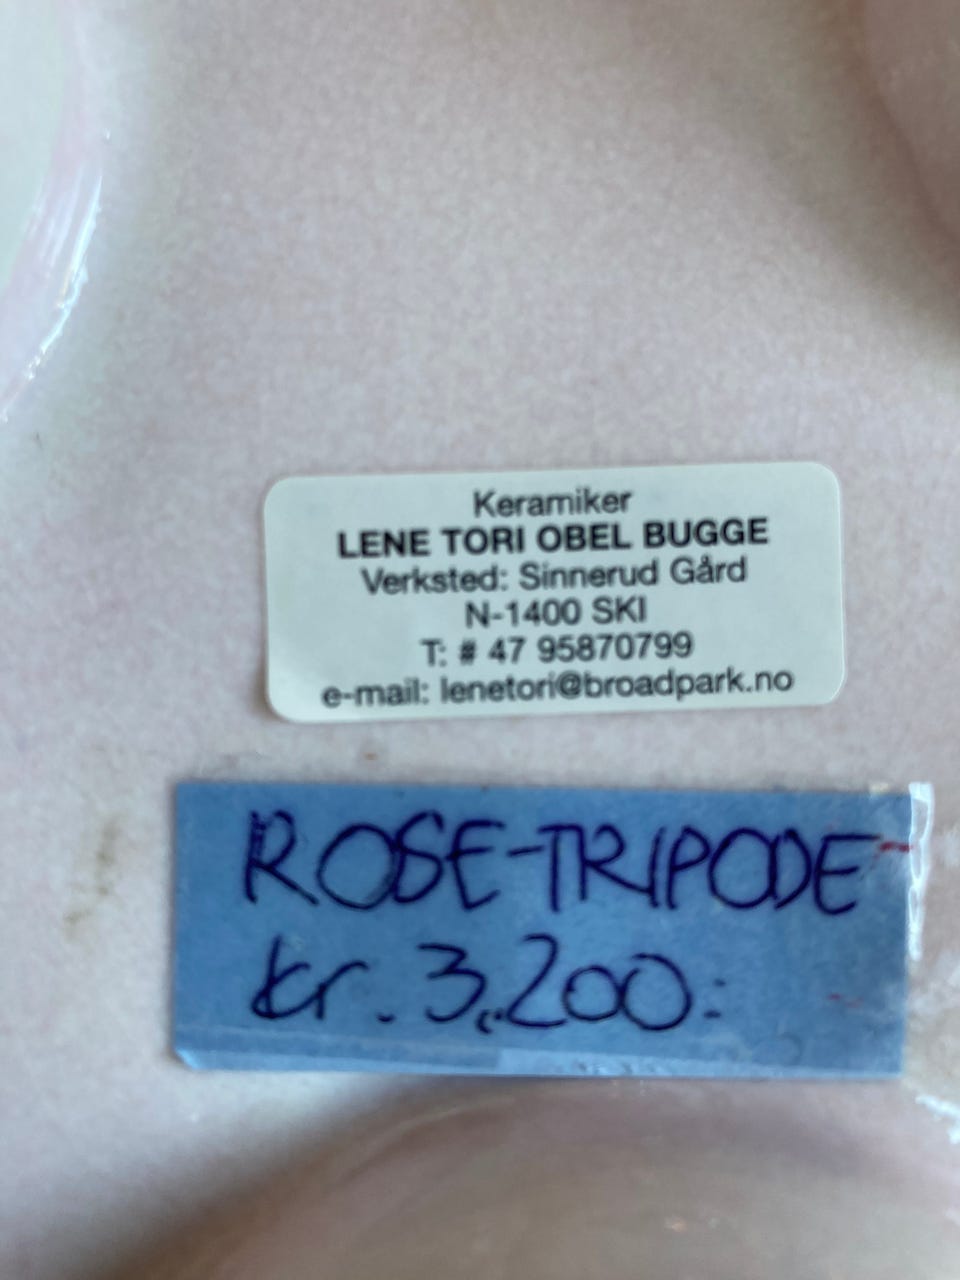 Keramiker
LENE TORI OBEL BUGGE
Verksted: Sinnerud Gård
N-1400 SKI
T: # 47 95870799
e-mail: lenetori@broadpark.no
ROSE-TRIPODE
kr. 3,200.-